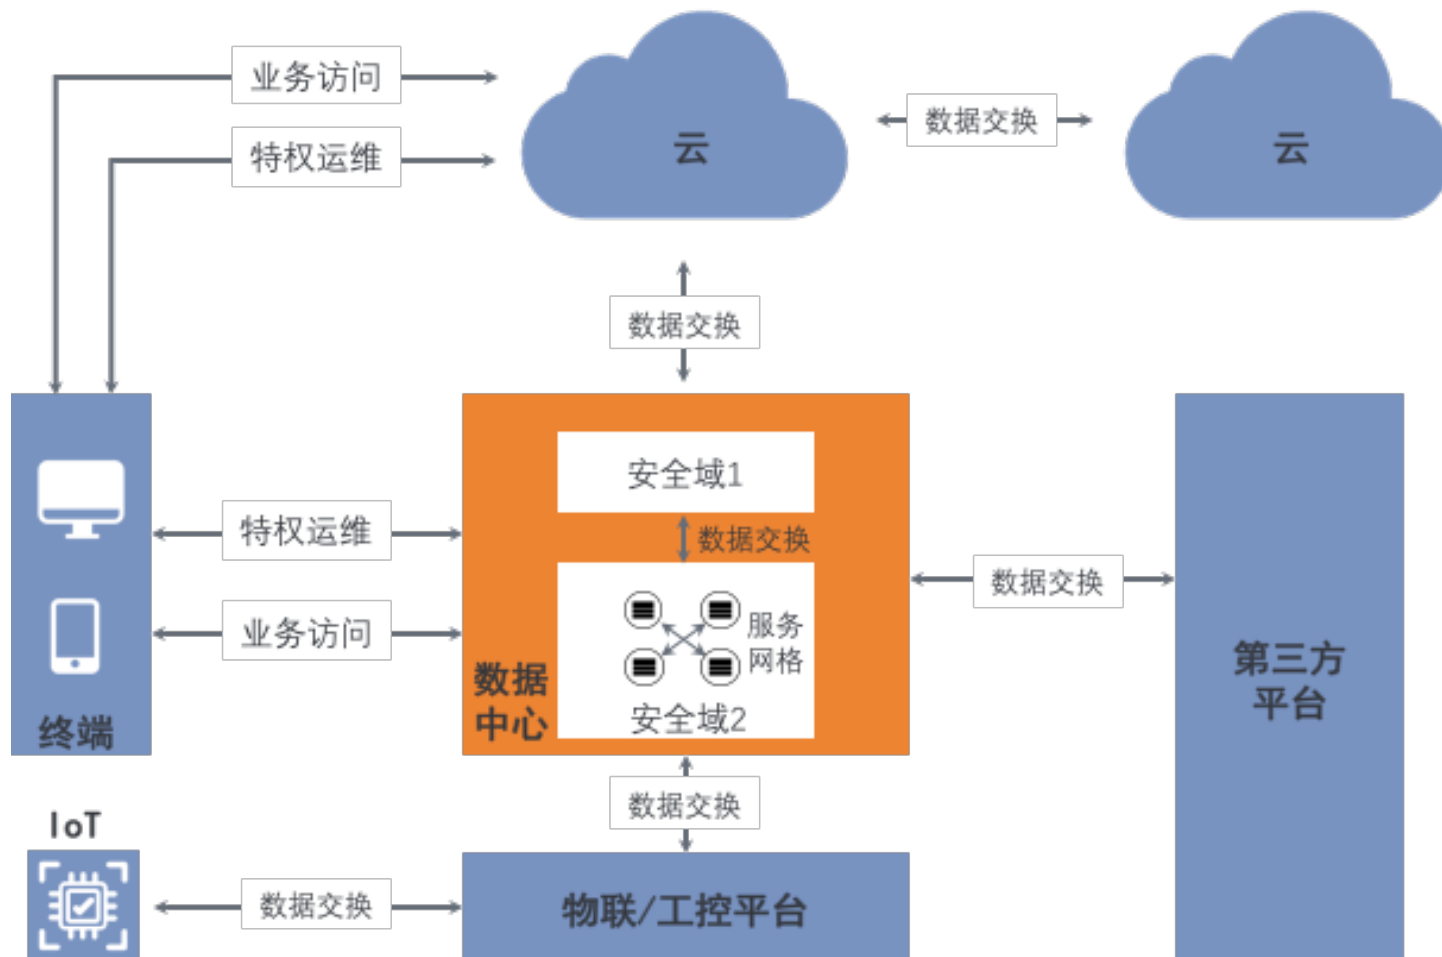 业务访问
特权运维
云
数据交换
云
数据交换
安全域1
数据交换
服务
网格
安全域2
数据
中心
特权运维
业务访问
终端
数据交换
第三方
平台
数据交换
IoT
数据交换
物联/工控平台